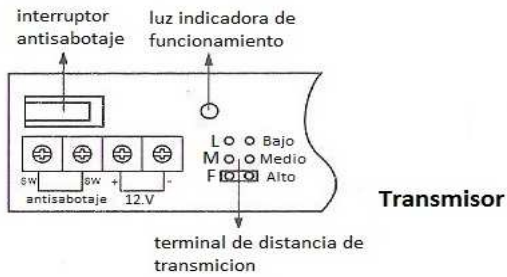 interruptor
antisabotaje
luz indicadora de
funcionamiento
L Bajo
M Medio
F Alto
SW SW + -
antisabotaje 12.V
Transmisor
terminal de distancia de
transmicion